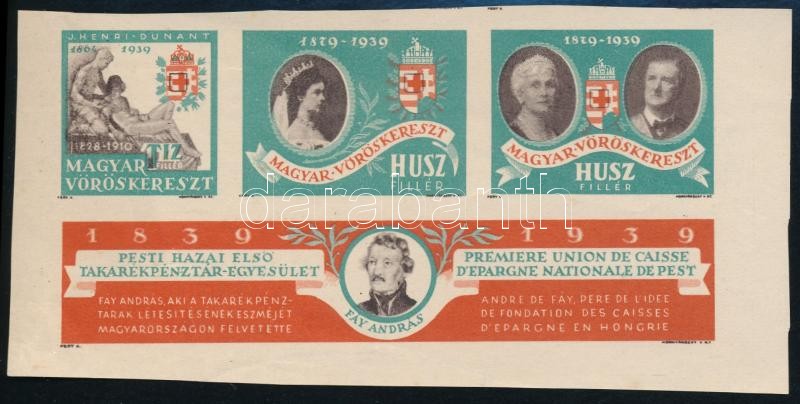 J. HENRI · DUNANT
1864 1939
1828-1910
TIZ
FILLÉR
MAGYAR
VÖRÖSKERESZT
1879-1939
MAGYAR·VÖRÖSKERESZT
HUSZ
FILLÉR
1879-1939
MAGYAR·VÖRÖSKERESZT
HUSZ
FILLÉR
darabanth
1839 1939
PESTI HAZAI ELSŐ
TAKARÉKPÉNZTÁR-EGYESÜLET
FAY ANDRÁS, AKI A TAKARÉKPÉNZ-
TÁRAK LÉTESITÉSÉNEK ESZMÉJÉT
MAGYARORSZÁGON FELVETETTE
FÁY ANDRÁS
PREMIERE UNION DE CAISSE
D'EPARGNE NATIONALE DE PEST
ANDRE DE FÁY, PERE DE L'IDEE
DE FONDATION DES CAISSES
D'EPARGNE EN HONGRIE